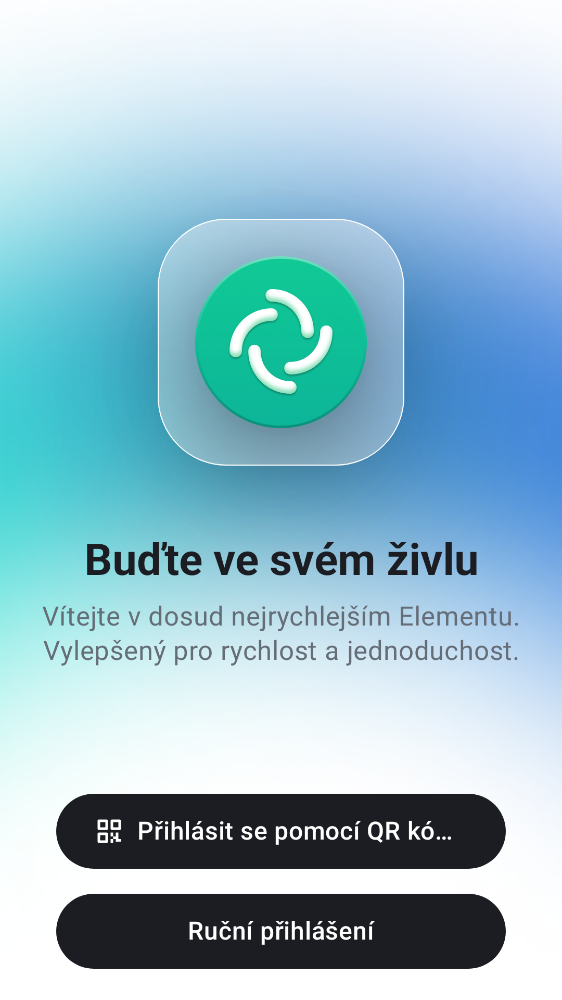 Buďte ve svém živlu
Vítejte v dosud nejrychlejším Elementu.
Vylepšený pro rychlost a jednoduchost.
Přihlásit se pomocí QR kó…
Ruční přihlášení